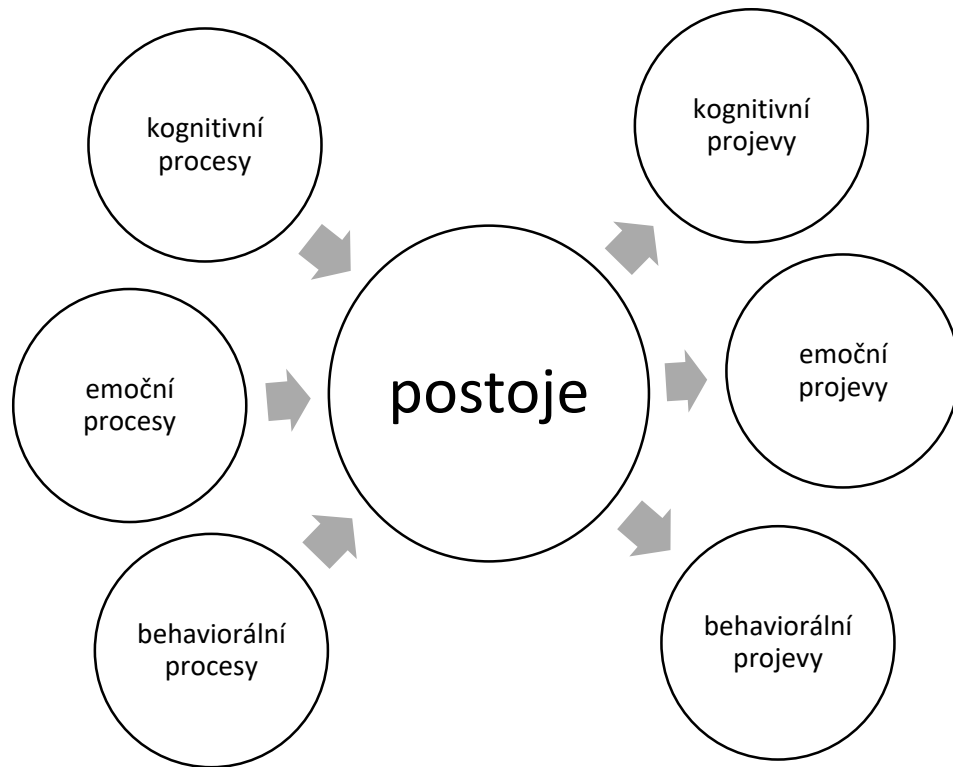 kognitivní
procesy
kognitivní
projevy
emoční
procesy
postoje
emoční
projevy
behaviorální
procesy
behaviorální
projevy